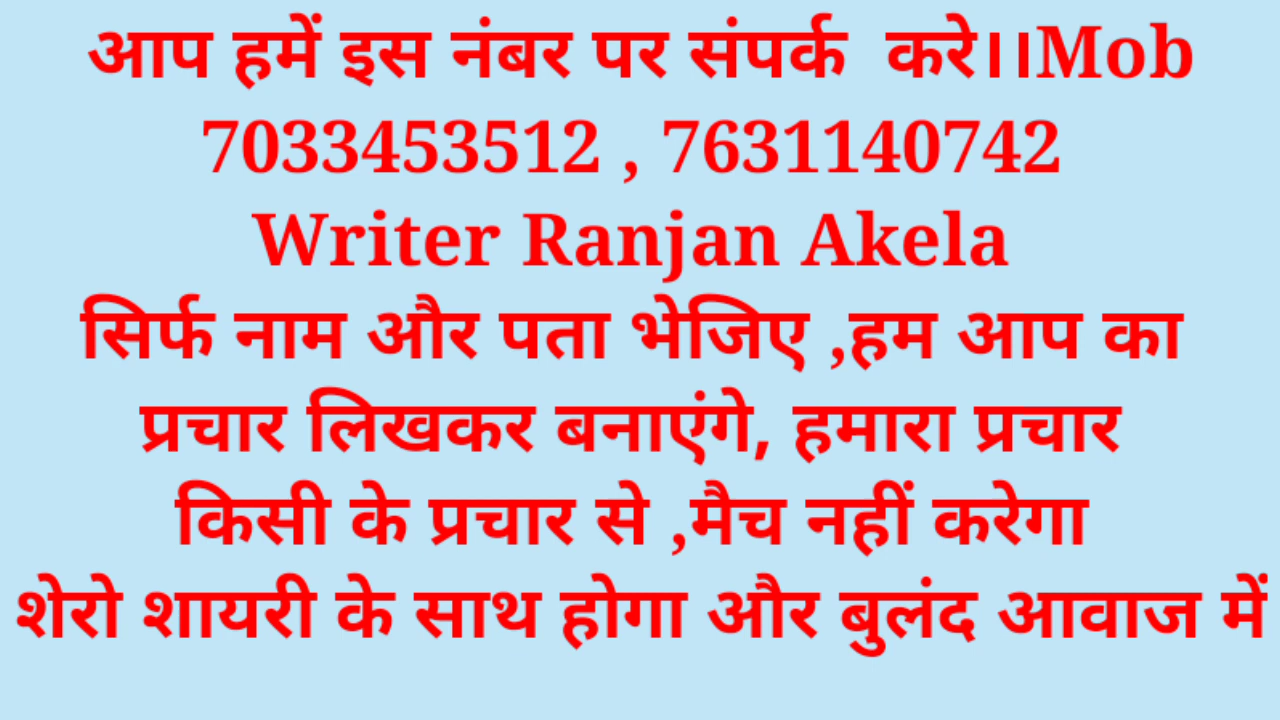 आप हमें इस नंबर पर संपर्क  करे।।Mob
7033453512 , 7631140742
Writer Ranjan Akela
सिर्फ नाम और पता भेजिए ,हम आप का
प्रचार लिखकर बनाएंगे, हमारा प्रचार
किसी के प्रचार से ,मैच नहीं करेगा
शेरो शायरी के साथ होगा और बुलंद आवाज में